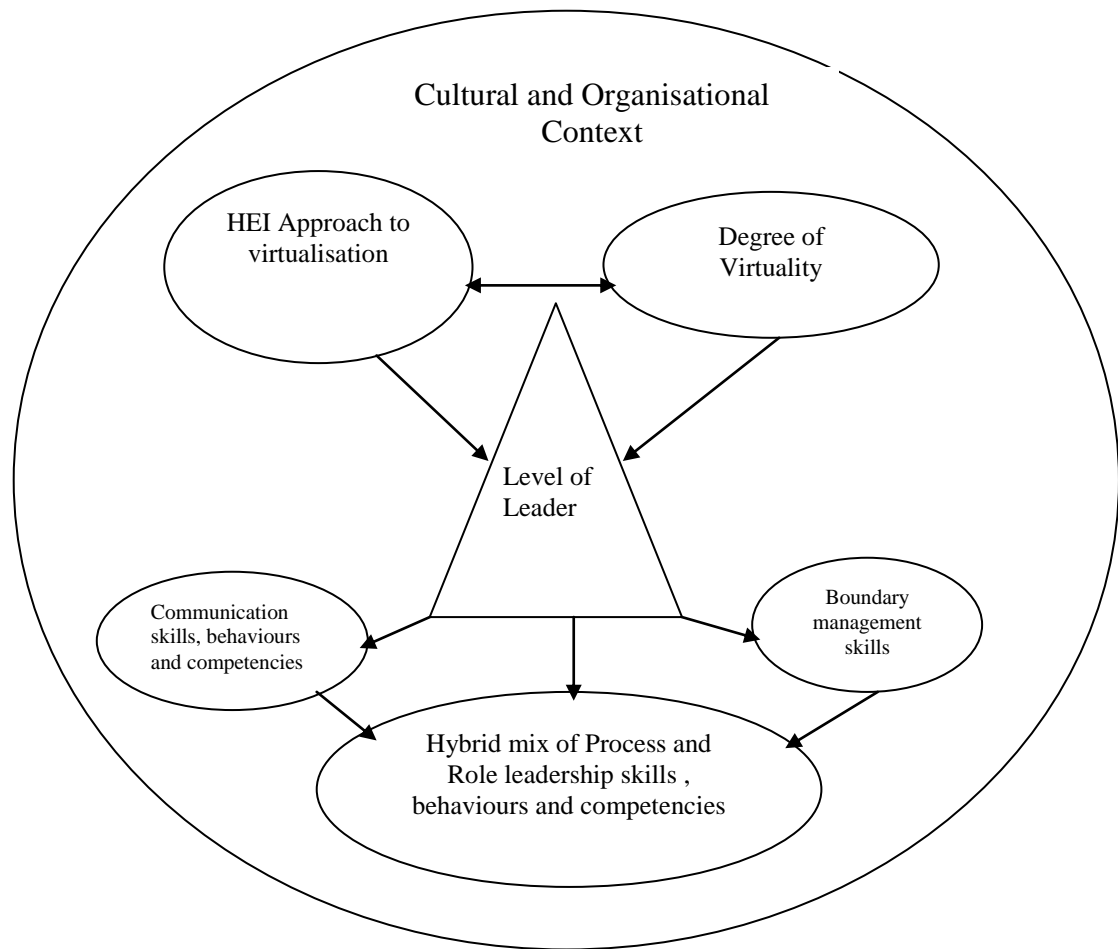 Cultural and Organisational
Context
HEI Approach to
virtualisation
Degree of
Virtuality
Level of
Leader
Communication
skills, behaviours
and competencies
Boundary
management
skills
Hybrid mix of Process and
Role leadership skills ,
behaviours and competencies